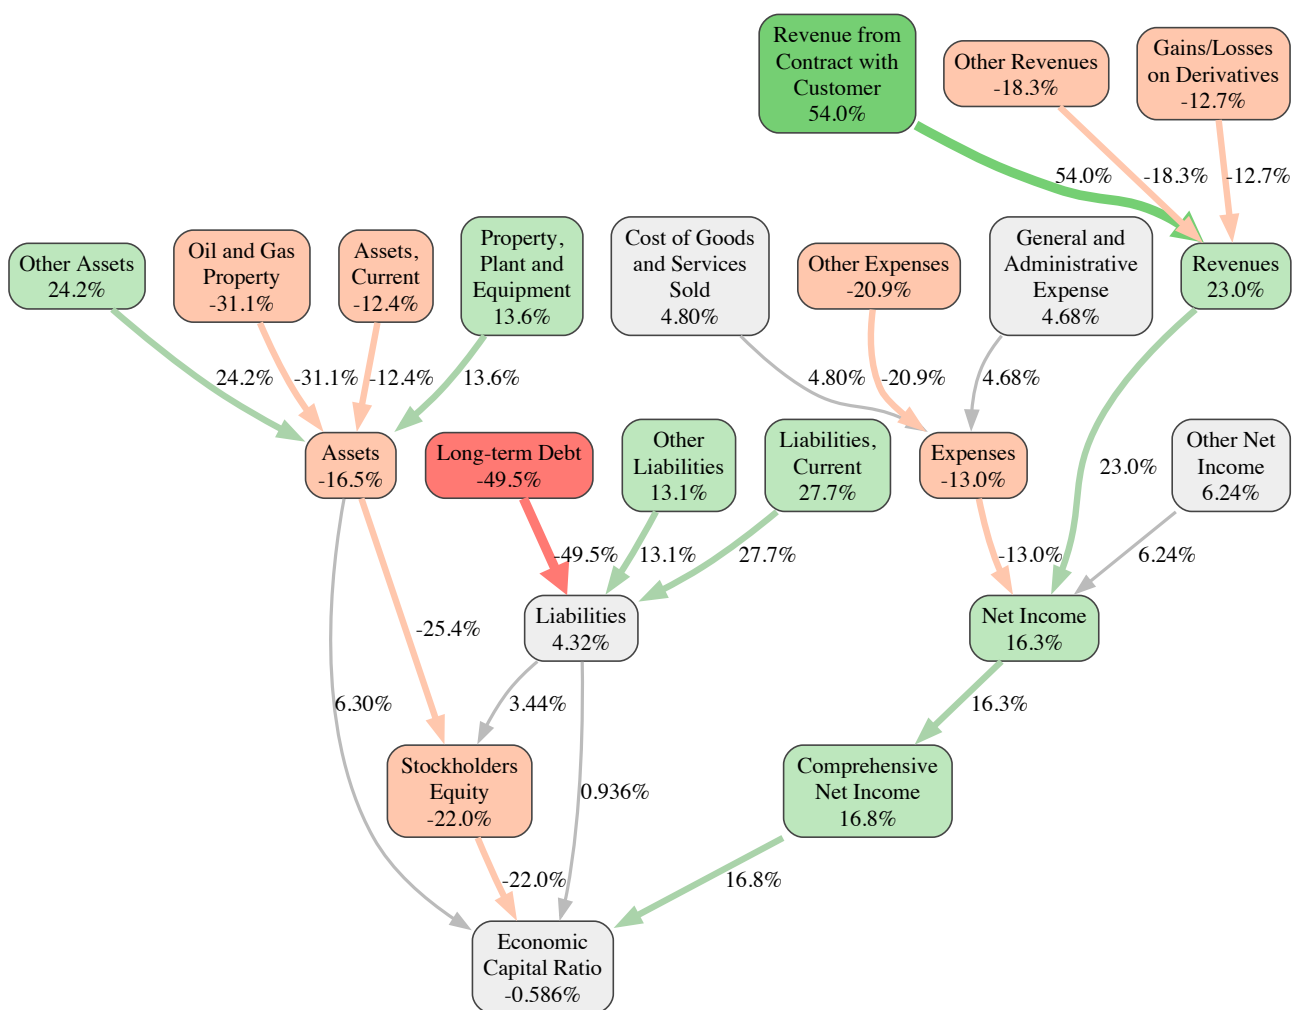 Revenue from
Contract with
Customer
54.0%
Other Revenues
-18.3%
Gains/Losses
on Derivatives
-12.7%
54.0%
-18.3%
-12.7%
Other Assets
24.2%
Oil and Gas
Property
-31.1%
Assets,
Current
-12.4%
Property,
Plant and
Equipment
13.6%
Cost of Goods
and Services
Sold
4.80%
Other Expenses
-20.9%
General and
Administrative
Expense
4.68%
Revenues
23.0%
24.2%
-31.1%
-12.4%
13.6%
4.80%
-20.9%
4.68%
Assets
-16.5%
Long-term Debt
-49.5%
Other
Liabilities
13.1%
Liabilities,
Current
27.7%
Expenses
-13.0%
23.0%
Other Net
Income
6.24%
-49.5%
13.1%
27.7%
-13.0%
6.24%
-25.4%
Liabilities
4.32%
Net Income
16.3%
6.30%
3.44%
16.3%
Stockholders
Equity
-22.0%
0.936%
Comprehensive
Net Income
16.8%
-22.0%
16.8%
Economic
Capital Ratio
-0.586%